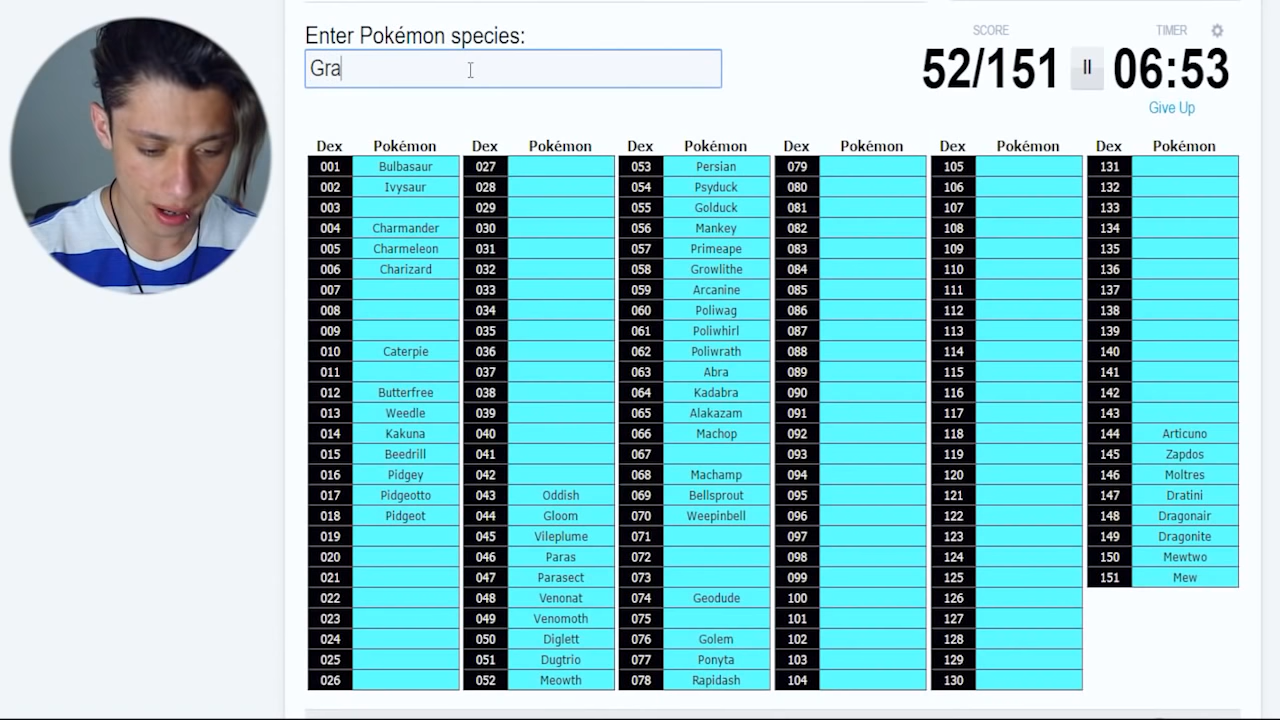 Enter Pokémon species:
SCORE TIMER
Gra 52/151 II 06:53
Give Up
Dex Pokémon Dex Pokémon Dex Pokémon Dex Pokémon Dex Pokémon Dex Pokémon
001 Bulbasaur 027 053 Persian 079 105 131
002 Ivysaur 028 054 Psyduck 080 106 132
003 029 055 Golduck 081 107 133
004 Charmander 030 056 Mankey 082 108 134
005 Charmeleon 031 057 Primeape 083 109 135
006 Charizard 032 058 Growlithe 084 110 136
007 033 059 Arcanine 085 111 137
008 034 060 Poliwag 086 112 138
009 035 061 Poliwhirl 087 113 139
010 Caterpie 036 062 Poliwrath 088 114 140
011 037 063 Abra 089 115 141
012 Butterfree 038 064 Kadabra 090 116 142
013 Weedle 039 065 Alakazam 091 117 143
014 Kakuna 040 066 Machop 092 118 144 Articuno
015 Beedrill 041 067 093 119 145 Zapdos
016 Pidgey 042 068 Machamp 094 120 146 Moltres
017 Pidgeotto 043 Oddish 069 Bellsprout 095 121 147 Dratini
018 Pidgeot 044 Gloom 070 Weepinbell 096 122 148 Dragonair
019 045 Vileplume 071 097 123 149 Dragonite
020 046 Paras 072 098 124 150 Mewtwo
021 047 Parasect 073 099 125 151 Mew
022 048 Venonat 074 Geodude 100 126
023 049 Venomoth 075 101 127
024 050 Diglett 076 Golem 102 128
025 051 Dugtrio 077 Ponyta 103 129
026 052 Meowth 078 Rapidash 104 130